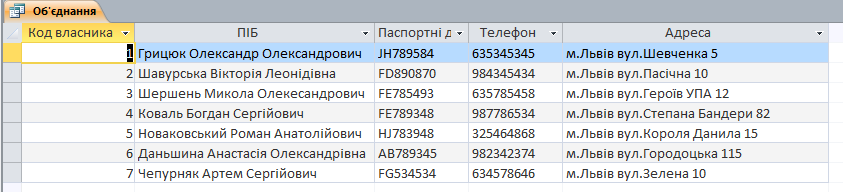 Об'єднання
Код власника ПІБ Паспортні д Телефон Адреса
1 Грицюк Олександр Олександрович JH789584 635345345 м.Львів вул.Шевченка 5
2 Шавурська Вікторія Леонідівна FD890870 984345434 м.Львів вул.Пасічна 10
3 Шершень Микола Олекесандрович FE785493 635785458 м.Львів вул.Героїв УПА 12
4 Коваль Богдан Сергійович FE789348 987786534 м.Львів вул.Степана Бандери 82
5 Новаковський Роман Анатолійович HJ783948 325464868 м.Львів вул.Короля Данила 15
6 Даньшина Анастасія Олександрівна AB789345 982342374 м.Львів вул.Городоцька 115
7 Чепурняк Артем Сергійович FG534534 634578646 м.Львів вул.Зелена 10